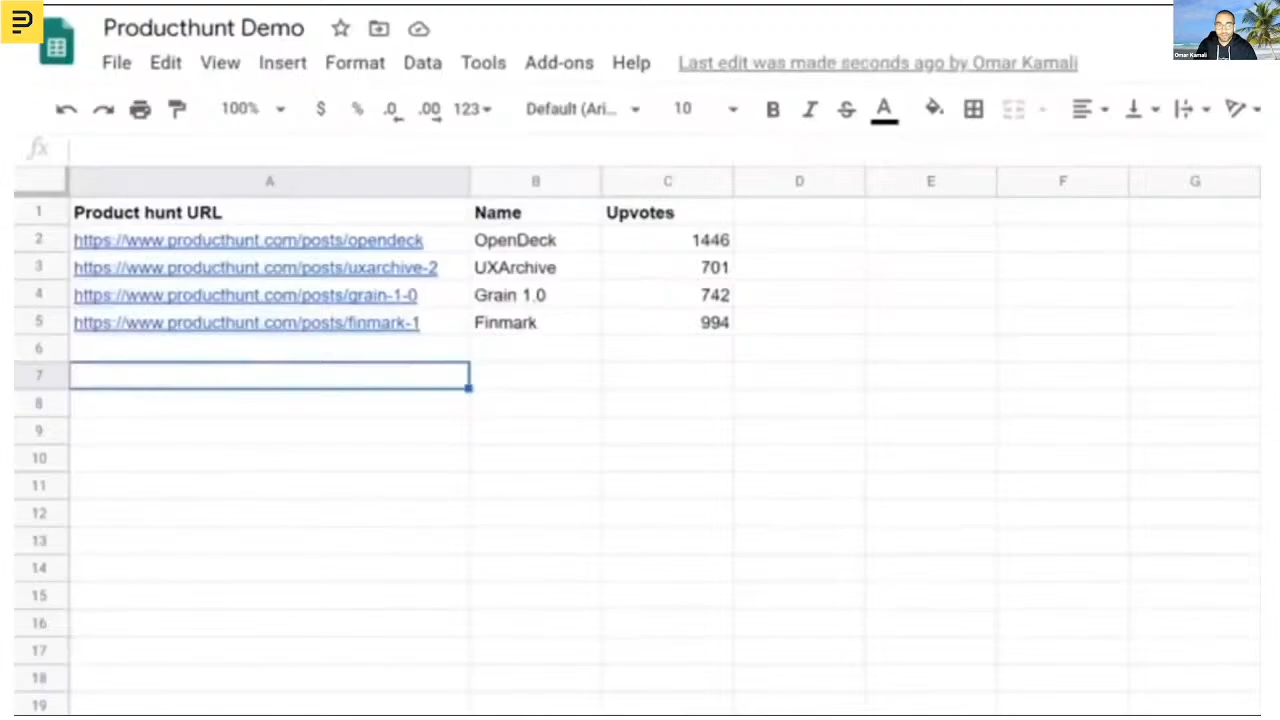 Producthunt Demo
File Edit View Insert Format Data Tools Add-ons Help Last edit was made seconds ago by Omar Kamali
100% $ % .0 .00 123 Default (Ari... 10 B I S A
fx
A B C D E F G
1 Product hunt URL Name Upvotes
2 https://www.producthunt.com/posts/opendeck OpenDeck 1446
3 https://www.producthunt.com/posts/uxarchive-2 UXArchive 701
4 https://www.producthunt.com/posts/grain-1-0 Grain 1.0 742
5 https://www.producthunt.com/posts/finmark-1 Finmark 994
6
7
8
9
10
11
12
13
14
15
16
17
18
19
Omar Kamali